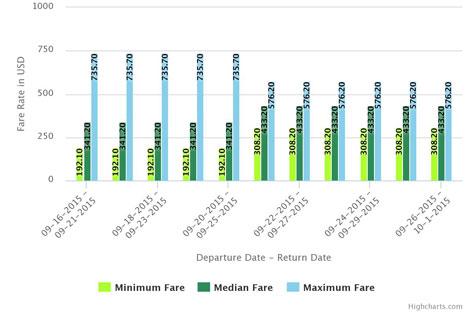 1000
750
500
250
0
Fare Rate in USD
192.10 341.20 735.70
192.10 341.20 735.70
192.10 341.20 735.70
192.10 341.20 735.70
192.10 341.20 735.70
308.20 433.20 576.20
308.20 433.20 576.20
308.20 433.20 576.20
308.20 433.20 576.20
308.20 433.20 576.20
308.20 433.20 576.20
09-16-2015 -
09-21-2015
09-18-2015 -
09-23-2015
09-20-2015 -
09-25-2015
09-22-2015 -
09-27-2015
09-24-2015 -
09-29-2015
09-26-2015 -
10-1-2015
Departure Date - Return Date
Minimum Fare Median Fare Maximum Fare
Highcharts.com